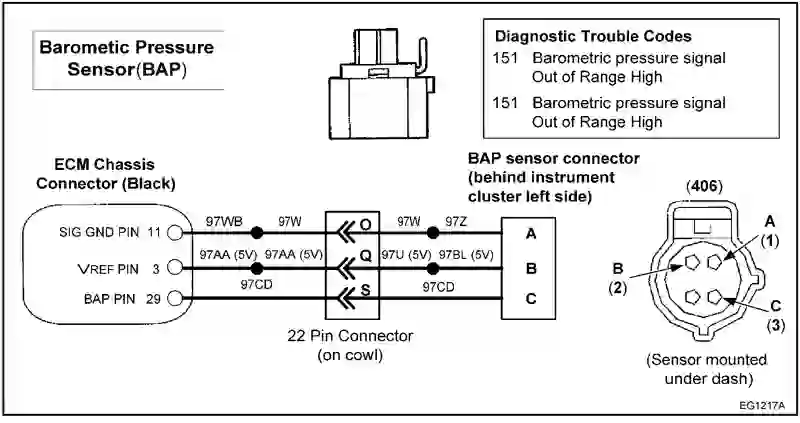 Barometic Pressure
Sensor(BAP)
Diagnostic Trouble Codes
151 Barometric pressure signal
Out of Range High
151 Barometric pressure signal
Out of Range High
ECM Chassis
Connector (Black)
BAP sensor connector
(behind instrument
cluster left side)
(406)
SIG GND PIN 11
97WB
97W
O
97W
97Z
A
A
(1)
VREF PIN 3
97AA (5V)
97AA (5V)
Q
97U (5V)
97BL (5V)
B
B
(2)
BAP PIN 29
97CD
S
97CD
C
C
(3)
22 Pin Connector
(on cowl)
(Sensor mounted
under dash)
EG1217A